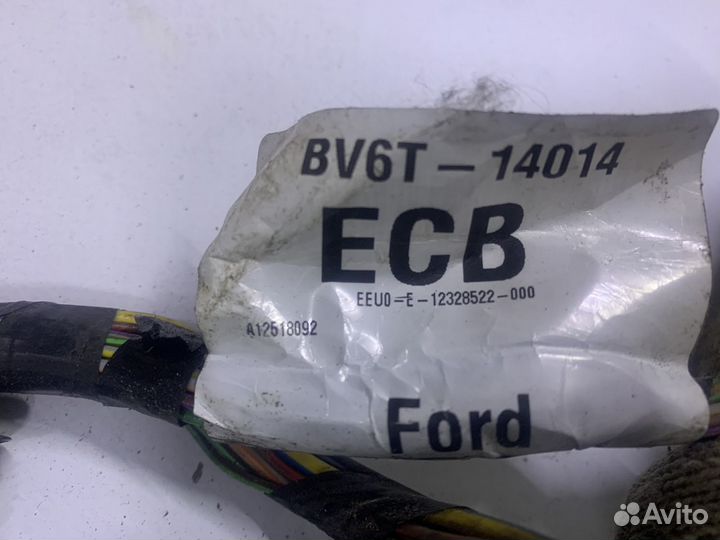 BV6T-14014
ECB
EEU0-E-12328522-000
A12518092
Ford
Avito